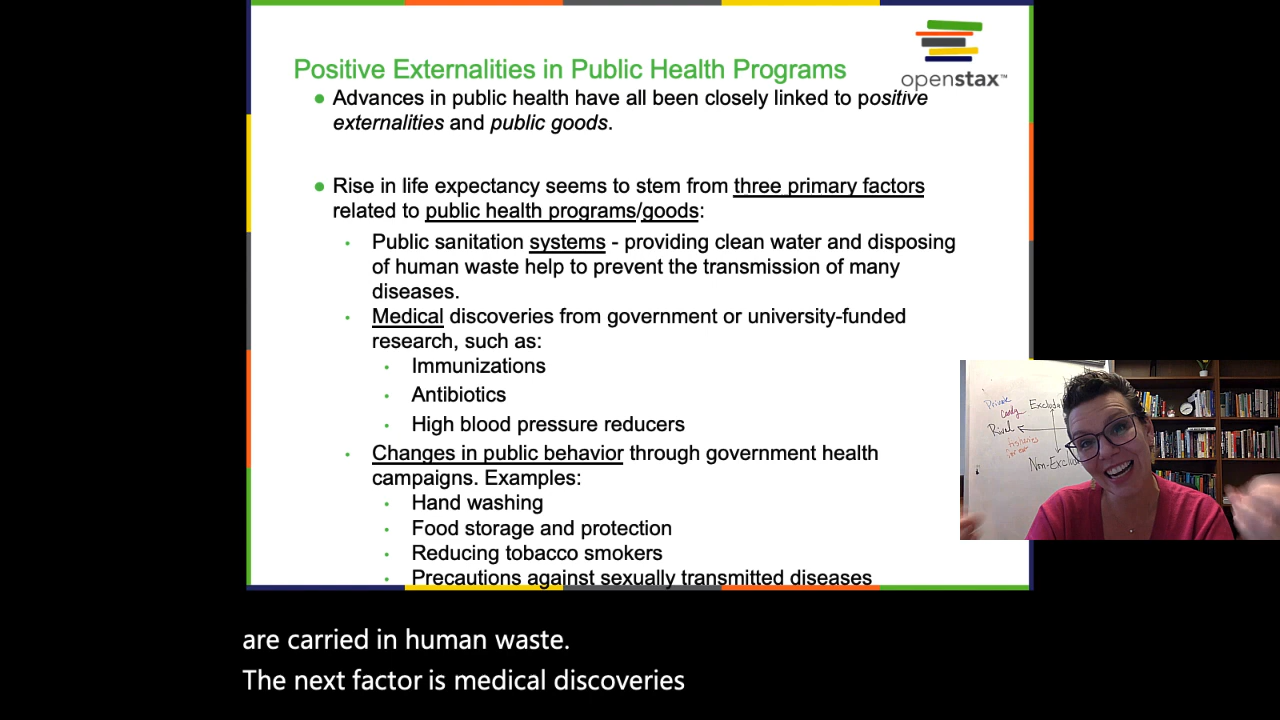 openstax™
Positive Externalities in Public Health Programs
● Advances in public health have all been closely linked to positive
externalities and public goods.
● Rise in life expectancy seems to stem from three primary factors
related to public health programs/goods:
• Public sanitation systems - providing clean water and disposing
of human waste help to prevent the transmission of many
diseases.
• Medical discoveries from government or university-funded
research, such as:
• Immunizations
• Antibiotics
• High blood pressure reducers
• Changes in public behavior through government health
campaigns. Examples:
• Hand washing
• Food storage and protection
• Reducing tobacco smokers
• Precautions against sexually transmitted diseases
Private
Candy
Rival
fisheries
are carried in human waste.
The next factor is medical discoveries